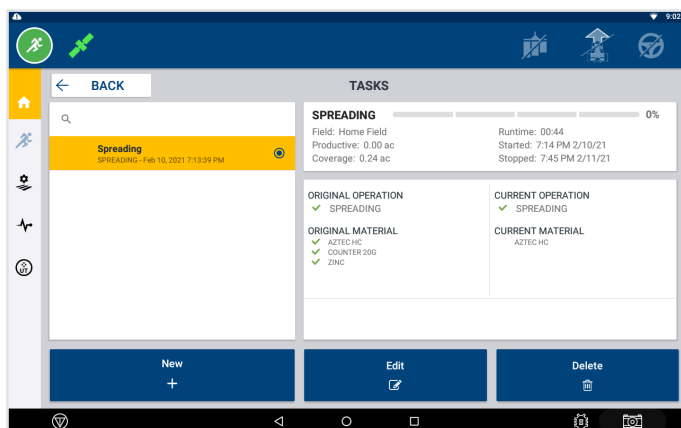 9:02
BACK
TASKS
Spreading
SPREADING - Feb 10, 2021 7:13:39 PM
SPREADING
0%
Field: Home Field
Productive: 0.00 ac
Coverage: 0.24 ac
Runtime: 00:44
Started: 7:14 PM 2/10/21
Stopped: 7:45 PM 2/11/21
ORIGINAL OPERATION
SPREADING
ORIGINAL MATERIAL
AZTEC HC
COUNTER 20G
ZINC
CURRENT OPERATION
SPREADING
CURRENT MATERIAL
AZTEC HC
UT
New
Edit
Delete